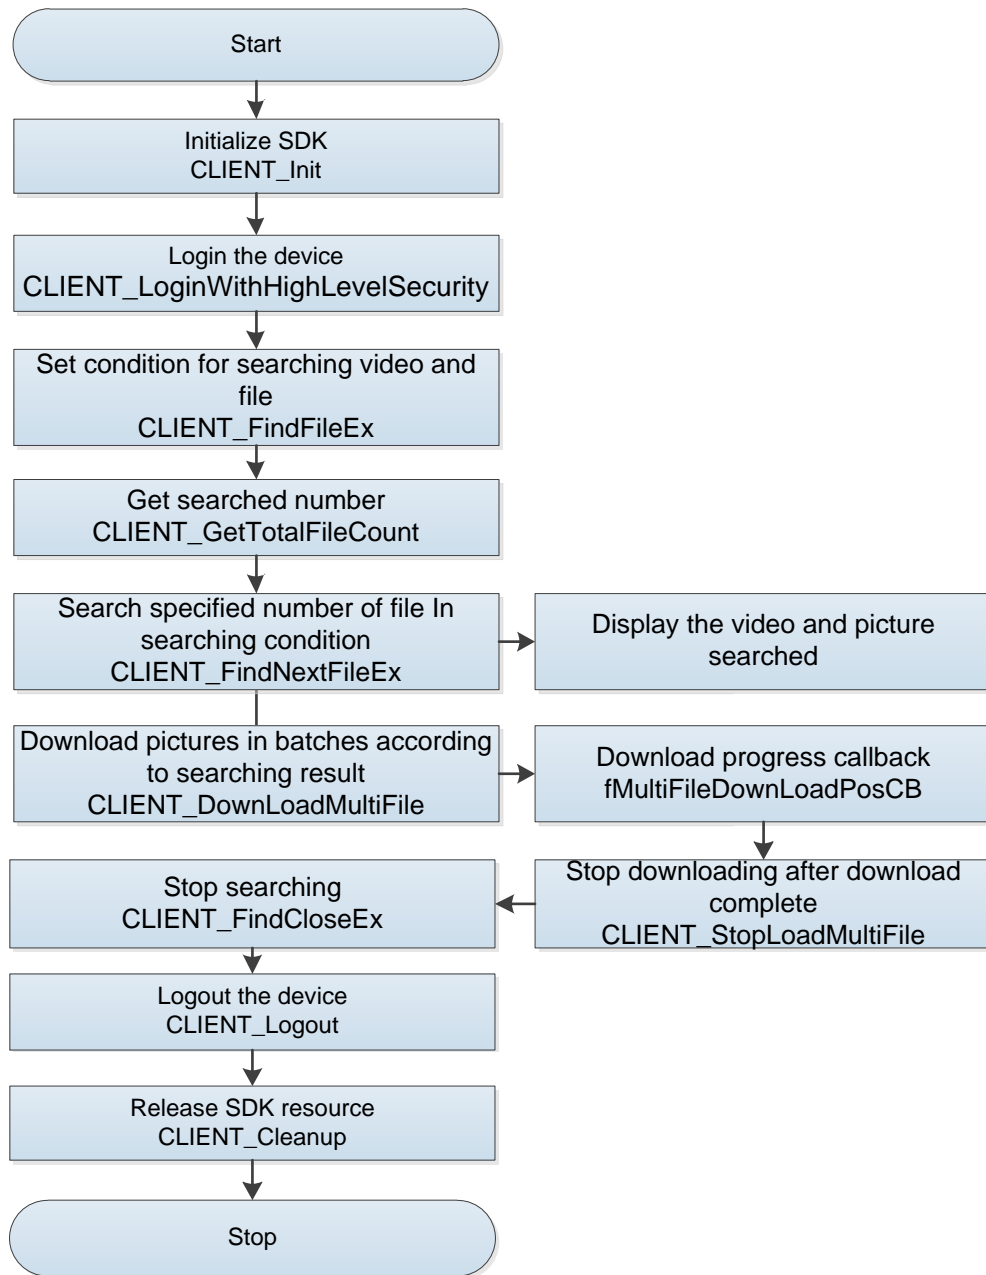 Start
Initialize SDK
CLIENT_Init
Login the device
CLIENT_LoginWithHighLevelSecurity
Set condition for searching video and
file
CLIENT_FindFileEx
Get searched number
CLIENT_GetTotalFileCount
Search specified number of file In
searching condition
CLIENT_FindNextFileEx
Display the video and picture
searched
Download pictures in batches according
to searching result
CLIENT_DownLoadMultiFile
Download progress callback
fMultiFileDownLoadPosCB
Stop downloading after download
complete
CLIENT_StopLoadMultiFile
Stop searching
CLIENT_FindCloseEx
Logout the device
CLIENT_Logout
Release SDK resource
CLIENT_Cleanup
Stop